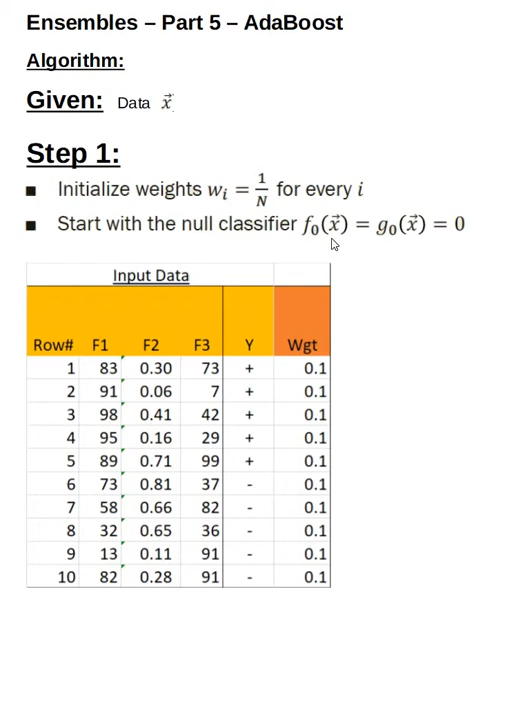 Ensembles – Part 5 – AdaBoost
Algorithm:
Given: Data x⃗
Step 1:
■ Initialize weights wᵢ = 1/N for every i
■ Start with the null classifier f₀(x⃗) = g₀(x⃗) = 0
Input Data
Row# F1 F2 F3 Y Wgt
1 83 0.30 73 + 0.1
2 91 0.06 7 + 0.1
3 98 0.41 42 + 0.1
4 95 0.16 29 + 0.1
5 89 0.71 99 + 0.1
6 73 0.81 37 - 0.1
7 58 0.66 82 - 0.1
8 32 0.65 36 - 0.1
9 13 0.11 91 - 0.1
10 82 0.28 91 - 0.1